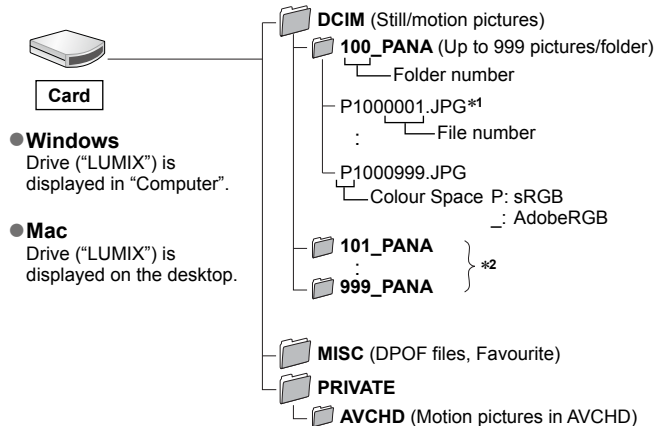 Card
●Windows
Drive (“LUMIX”) is
displayed in “Computer”.
●Mac
Drive (“LUMIX”) is
displayed on the desktop.
DCIM (Still/motion pictures)
100_PANA (Up to 999 pictures/folder)
Folder number
P1000001.JPG*1
File number
:
P1000999.JPG
Colour Space P: sRGB
_: AdobeRGB
101_PANA
:
*2
999_PANA
MISC (DPOF files, Favourite)
PRIVATE
AVCHD (Motion pictures in AVCHD)